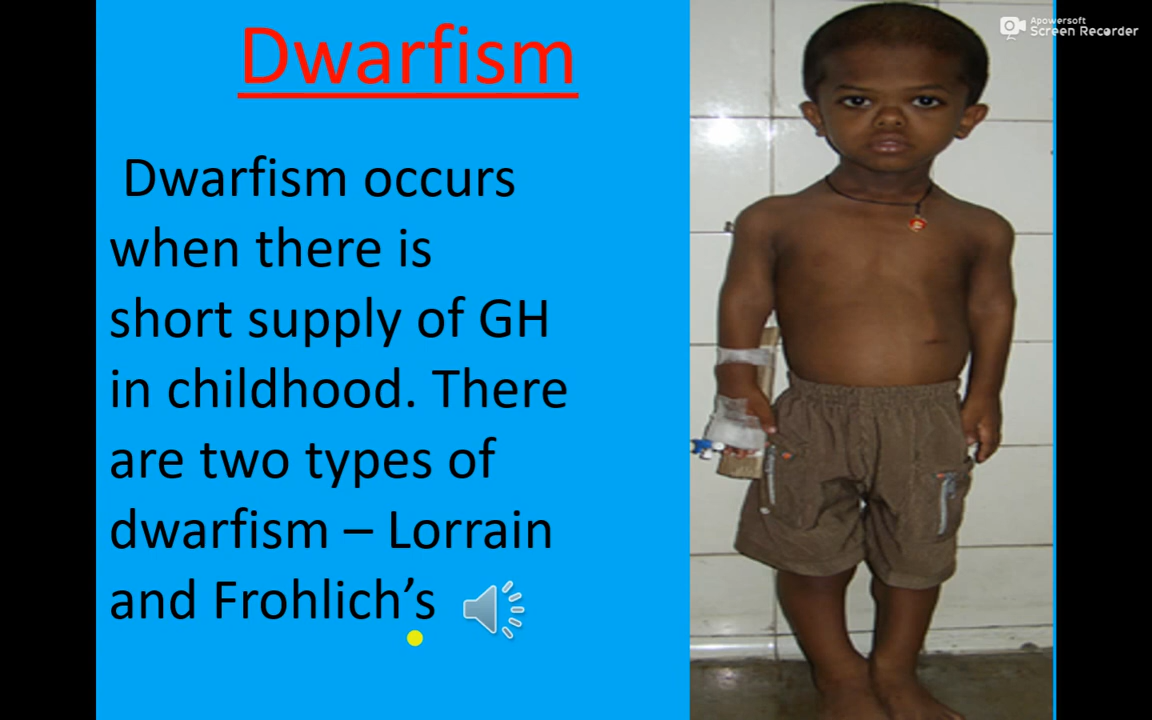 Dwarfism
Apowersoft
Screen Recorder
Dwarfism occurs
when there is
short supply of GH
in childhood. There
are two types of
dwarfism – Lorrain
and Frohlich’s